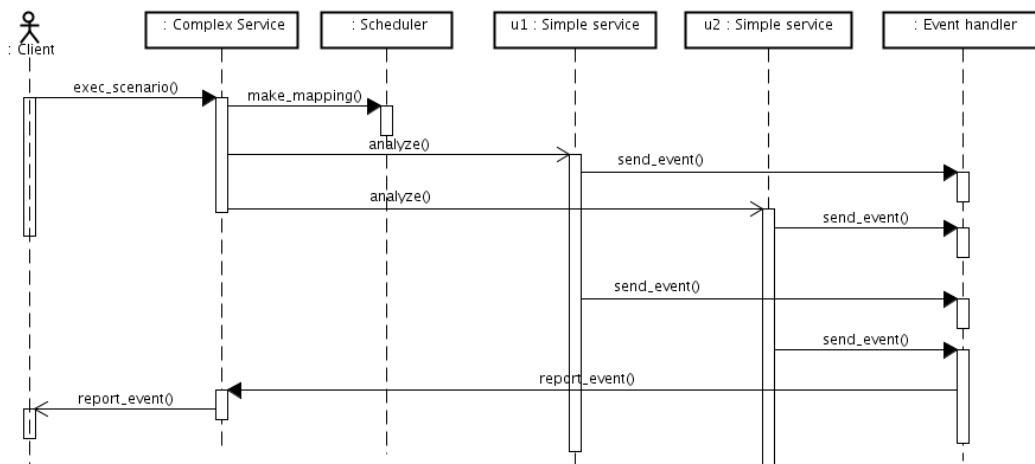 : Client
: Complex Service
: Scheduler
u1 : Simple service
u2 : Simple service
: Event handler
exec_scenario()
make_mapping()
analyze()
send_event()
analyze()
send_event()
send_event()
send_event()
report_event()
report_event()